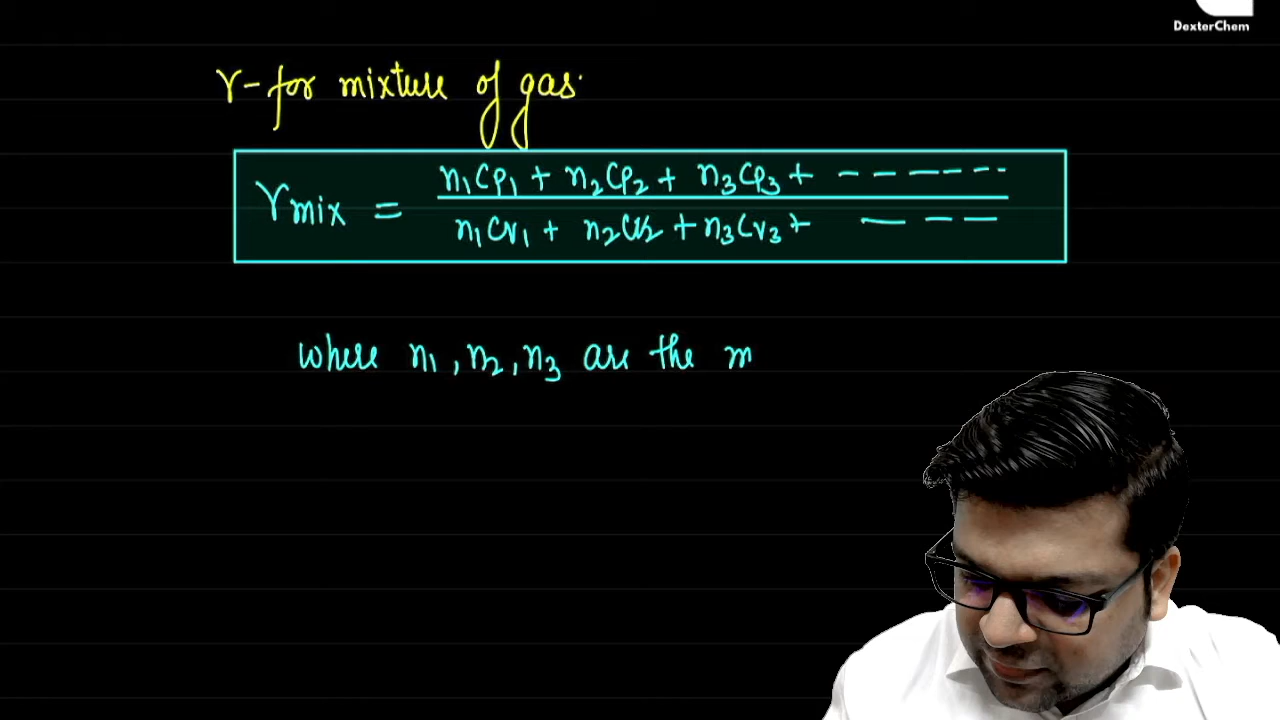 DexterChem
γ-for mixture of gas.
γmix = n1Cp1 + n2Cp2 + n3Cp3 + -------
n1Cv1 + n2Cv2 + n3Cv3 + ---
where n1, n2, n3 are the m